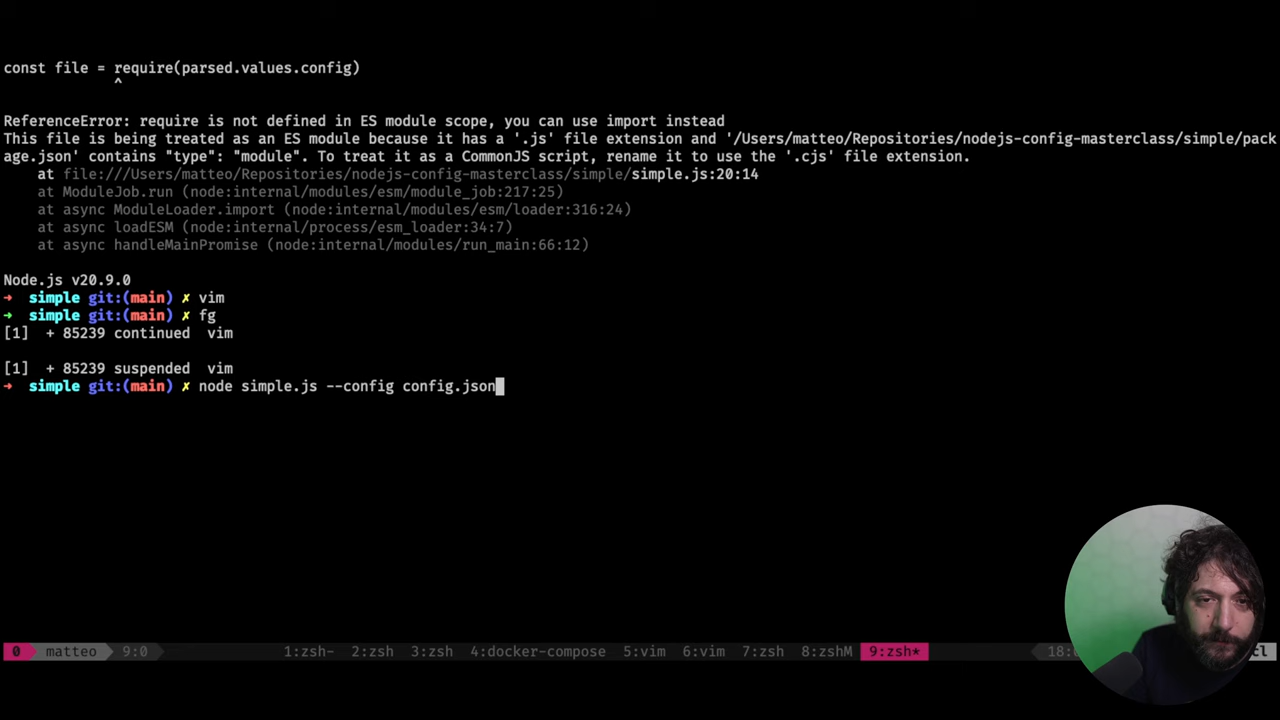 const file = require(parsed.values.config)
^
ReferenceError: require is not defined in ES module scope, you can use import instead
This file is being treated as an ES module because it has a '.js' file extension and '/Users/matteo/Repositories/nodejs-config-masterclass/simple/pack
age.json' contains "type": "module". To treat it as a CommonJS script, rename it to use the '.cjs' file extension.
at file:///Users/matteo/Repositories/nodejs-config-masterclass/simple/simple.js:20:14
at ModuleJob.run (node:internal/modules/esm/module_job:217:25)
at async ModuleLoader.import (node:internal/modules/esm/loader:316:24)
at async loadESM (node:internal/process/esm_loader:34:7)
at async handleMainPromise (node:internal/modules/run_main:66:12)
Node.js v20.9.0
→ simple git:(main) ✗ vim
→ simple git:(main) ✗ fg
[1] + 85239 continued vim
[1] + 85239 suspended vim
→ simple git:(main) ✗ node simple.js --config config.json
0 matteo 9:0 1:zsh- 2:zsh 3:zsh 4:docker-compose 5:vim 6:vim 7:zsh 8:zshM 9:zsh* 18: